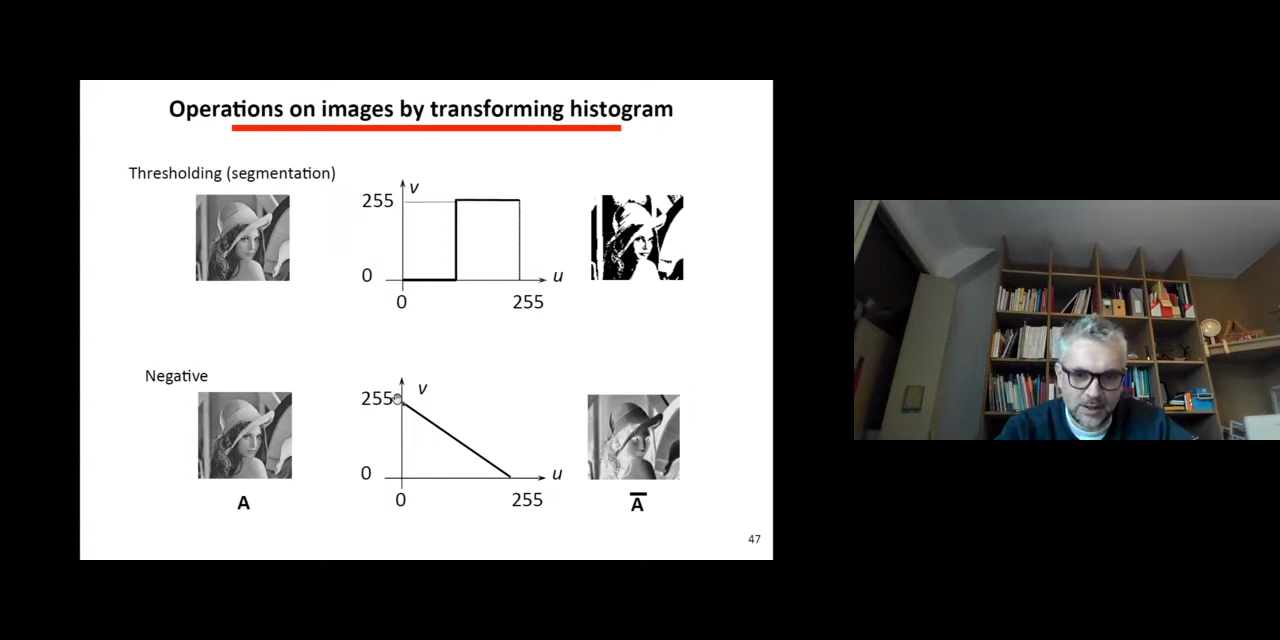 Operations on images by transforming histogram
Thresholding (segmentation)
v
255
0
u
0
255
Negative
v
255
0
u
0
255
A
A̅
47